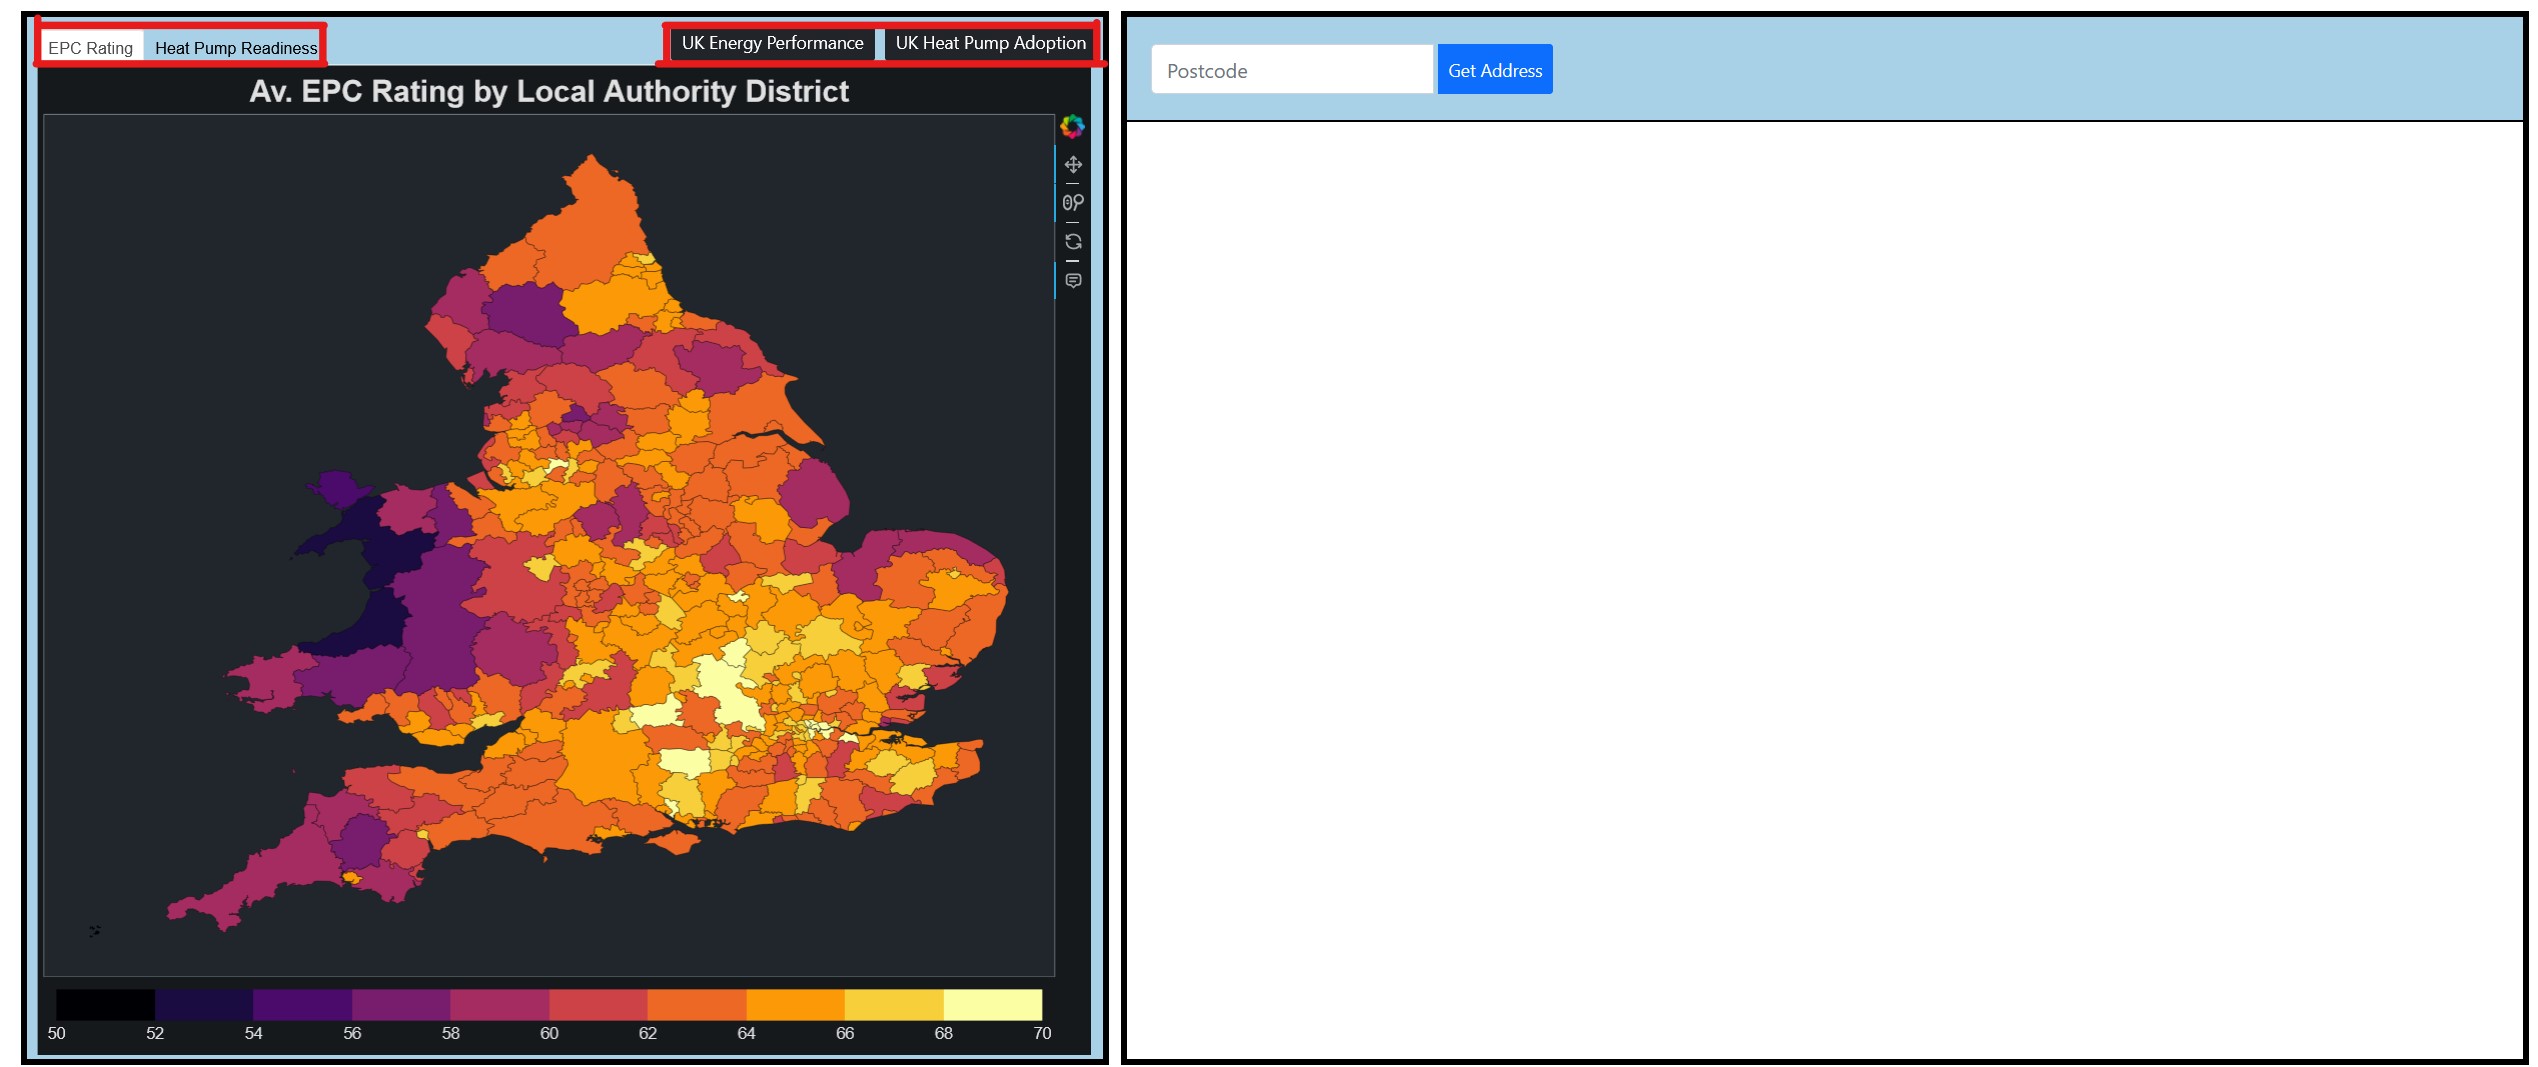 EPC Rating Heat Pump Readiness UK Energy Performance UK Heat Pump Adoption
Av. EPC Rating by Local Authority District
50 52 54 56 58 60 62 64 66 68 70
Postcode Get Address